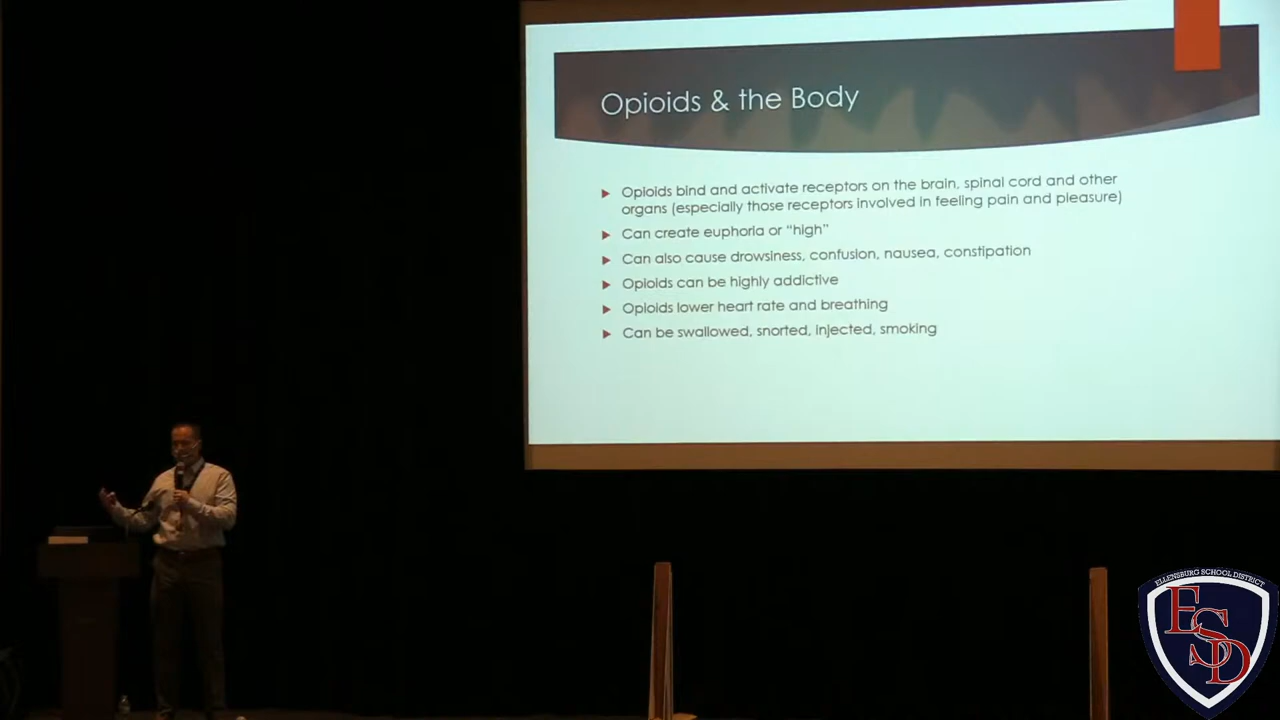 Opioids & the Body
Opioids bind and activate receptors on the brain, spinal cord and other
organs (especially those receptors involved in feeling pain and pleasure)
Can create euphoria or “high”
Can also cause drowsiness, confusion, nausea, constipation
Opioids can be highly addictive
Opioids lower heart rate and breathing
Can be swallowed, snorted, injected, smoking
ELLENSBURG SCHOOL DISTRICT
ESD